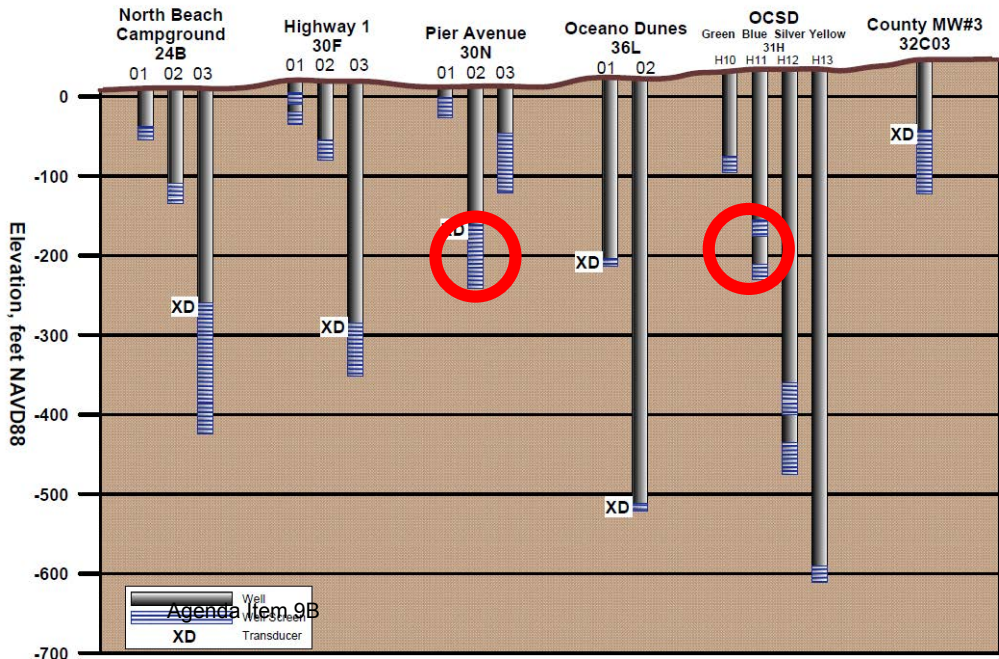 North Beach
Campground
24B
01 02 03
Highway 1
30F
01 02 03
Pier Avenue
30N
01 02 03
Oceano Dunes
36L
01 02
OCSD
Green Blue Silver Yellow
31H
H10 H11 H12 H13
County MW#3
32C03
Elevation, feet NAVD88
0
-100
-200
-300
-400
-500
-600
-700
XD
XD
XD
XD
XD
XD
Well
Well Screen
XD Transducer
Agenda Item 9B